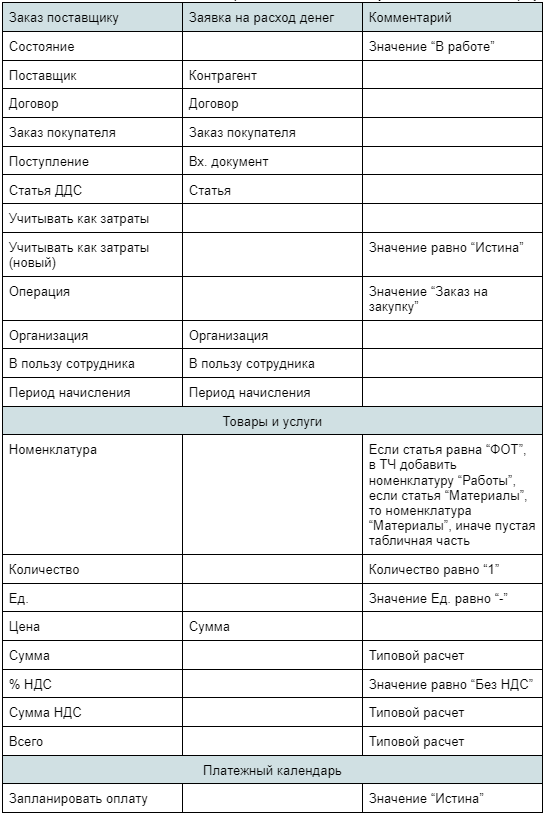 Заказ поставщику Заявка на расход денег Комментарий
Состояние Значение “В работе”
Поставщик Контрагент
Договор Договор
Заказ покупателя Заказ покупателя
Поступление Вх. документ
Статья ДДС Статья
Учитывать как затраты
Учитывать как затраты Значение равно “Истина”
(новый)
Операция Значение “Заказ на
закупку”
Организация Организация
В пользу сотрудника В пользу сотрудника
Период начисления Период начисления
Товары и услуги
Номенклатура Если статья равна “ФОТ”,
в ТЧ добавить
номенклатуру “Работы”,
если статья “Материалы”,
то номенклатура
“Материалы”, иначе пустая
табличная часть
Количество Количество равно “1”
Ед. Значение Ед. равно “-”
Цена Сумма
Сумма Типовой расчет
% НДС Значение равно “Без НДС”
Сумма НДС Типовой расчет
Всего Типовой расчет
Платежный календарь
Запланировать оплату Значение “Истина”